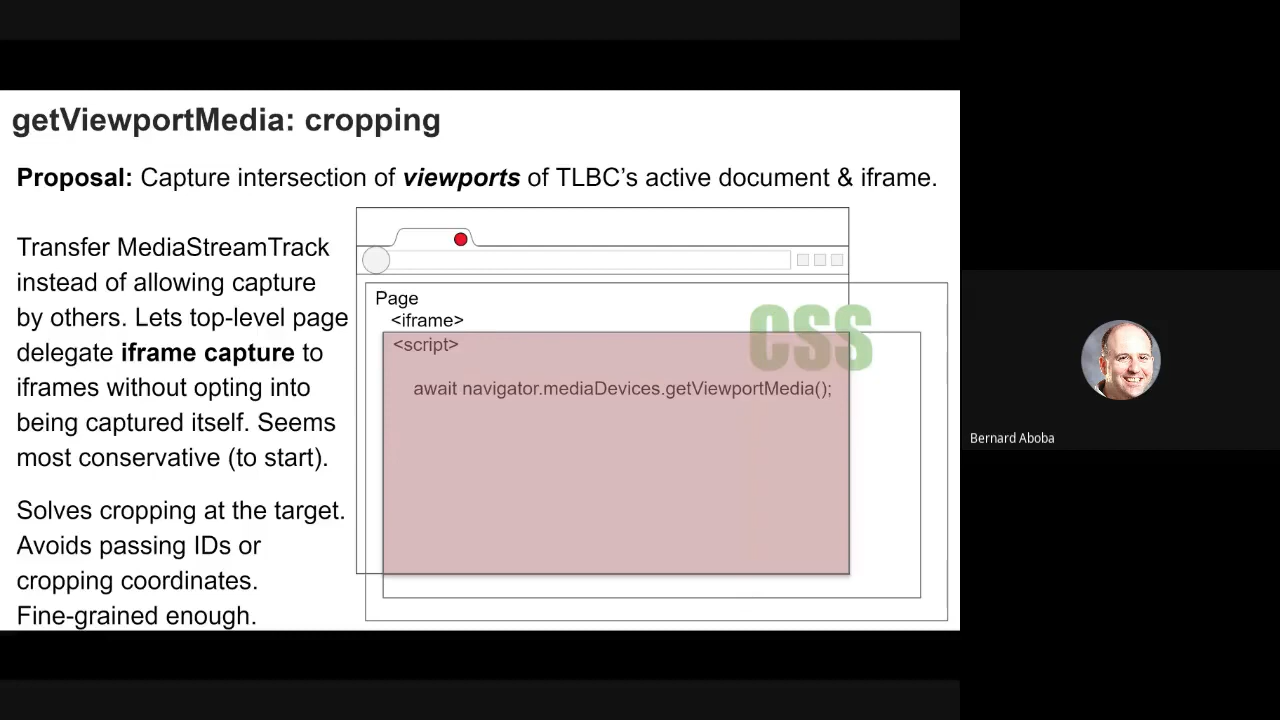 getViewportMedia: cropping
Proposal: Capture intersection of viewports of TLBC’s active document & iframe.
Transfer MediaStreamTrack
instead of allowing capture
by others. Lets top-level page
delegate iframe capture to
iframes without opting into
being captured itself. Seems
most conservative (to start).
Solves cropping at the target.
Avoids passing IDs or
cropping coordinates.
Fine-grained enough.
Page
<iframe>
CSS
<script>
await navigator.mediaDevices.getViewportMedia();
Bernard Aboba